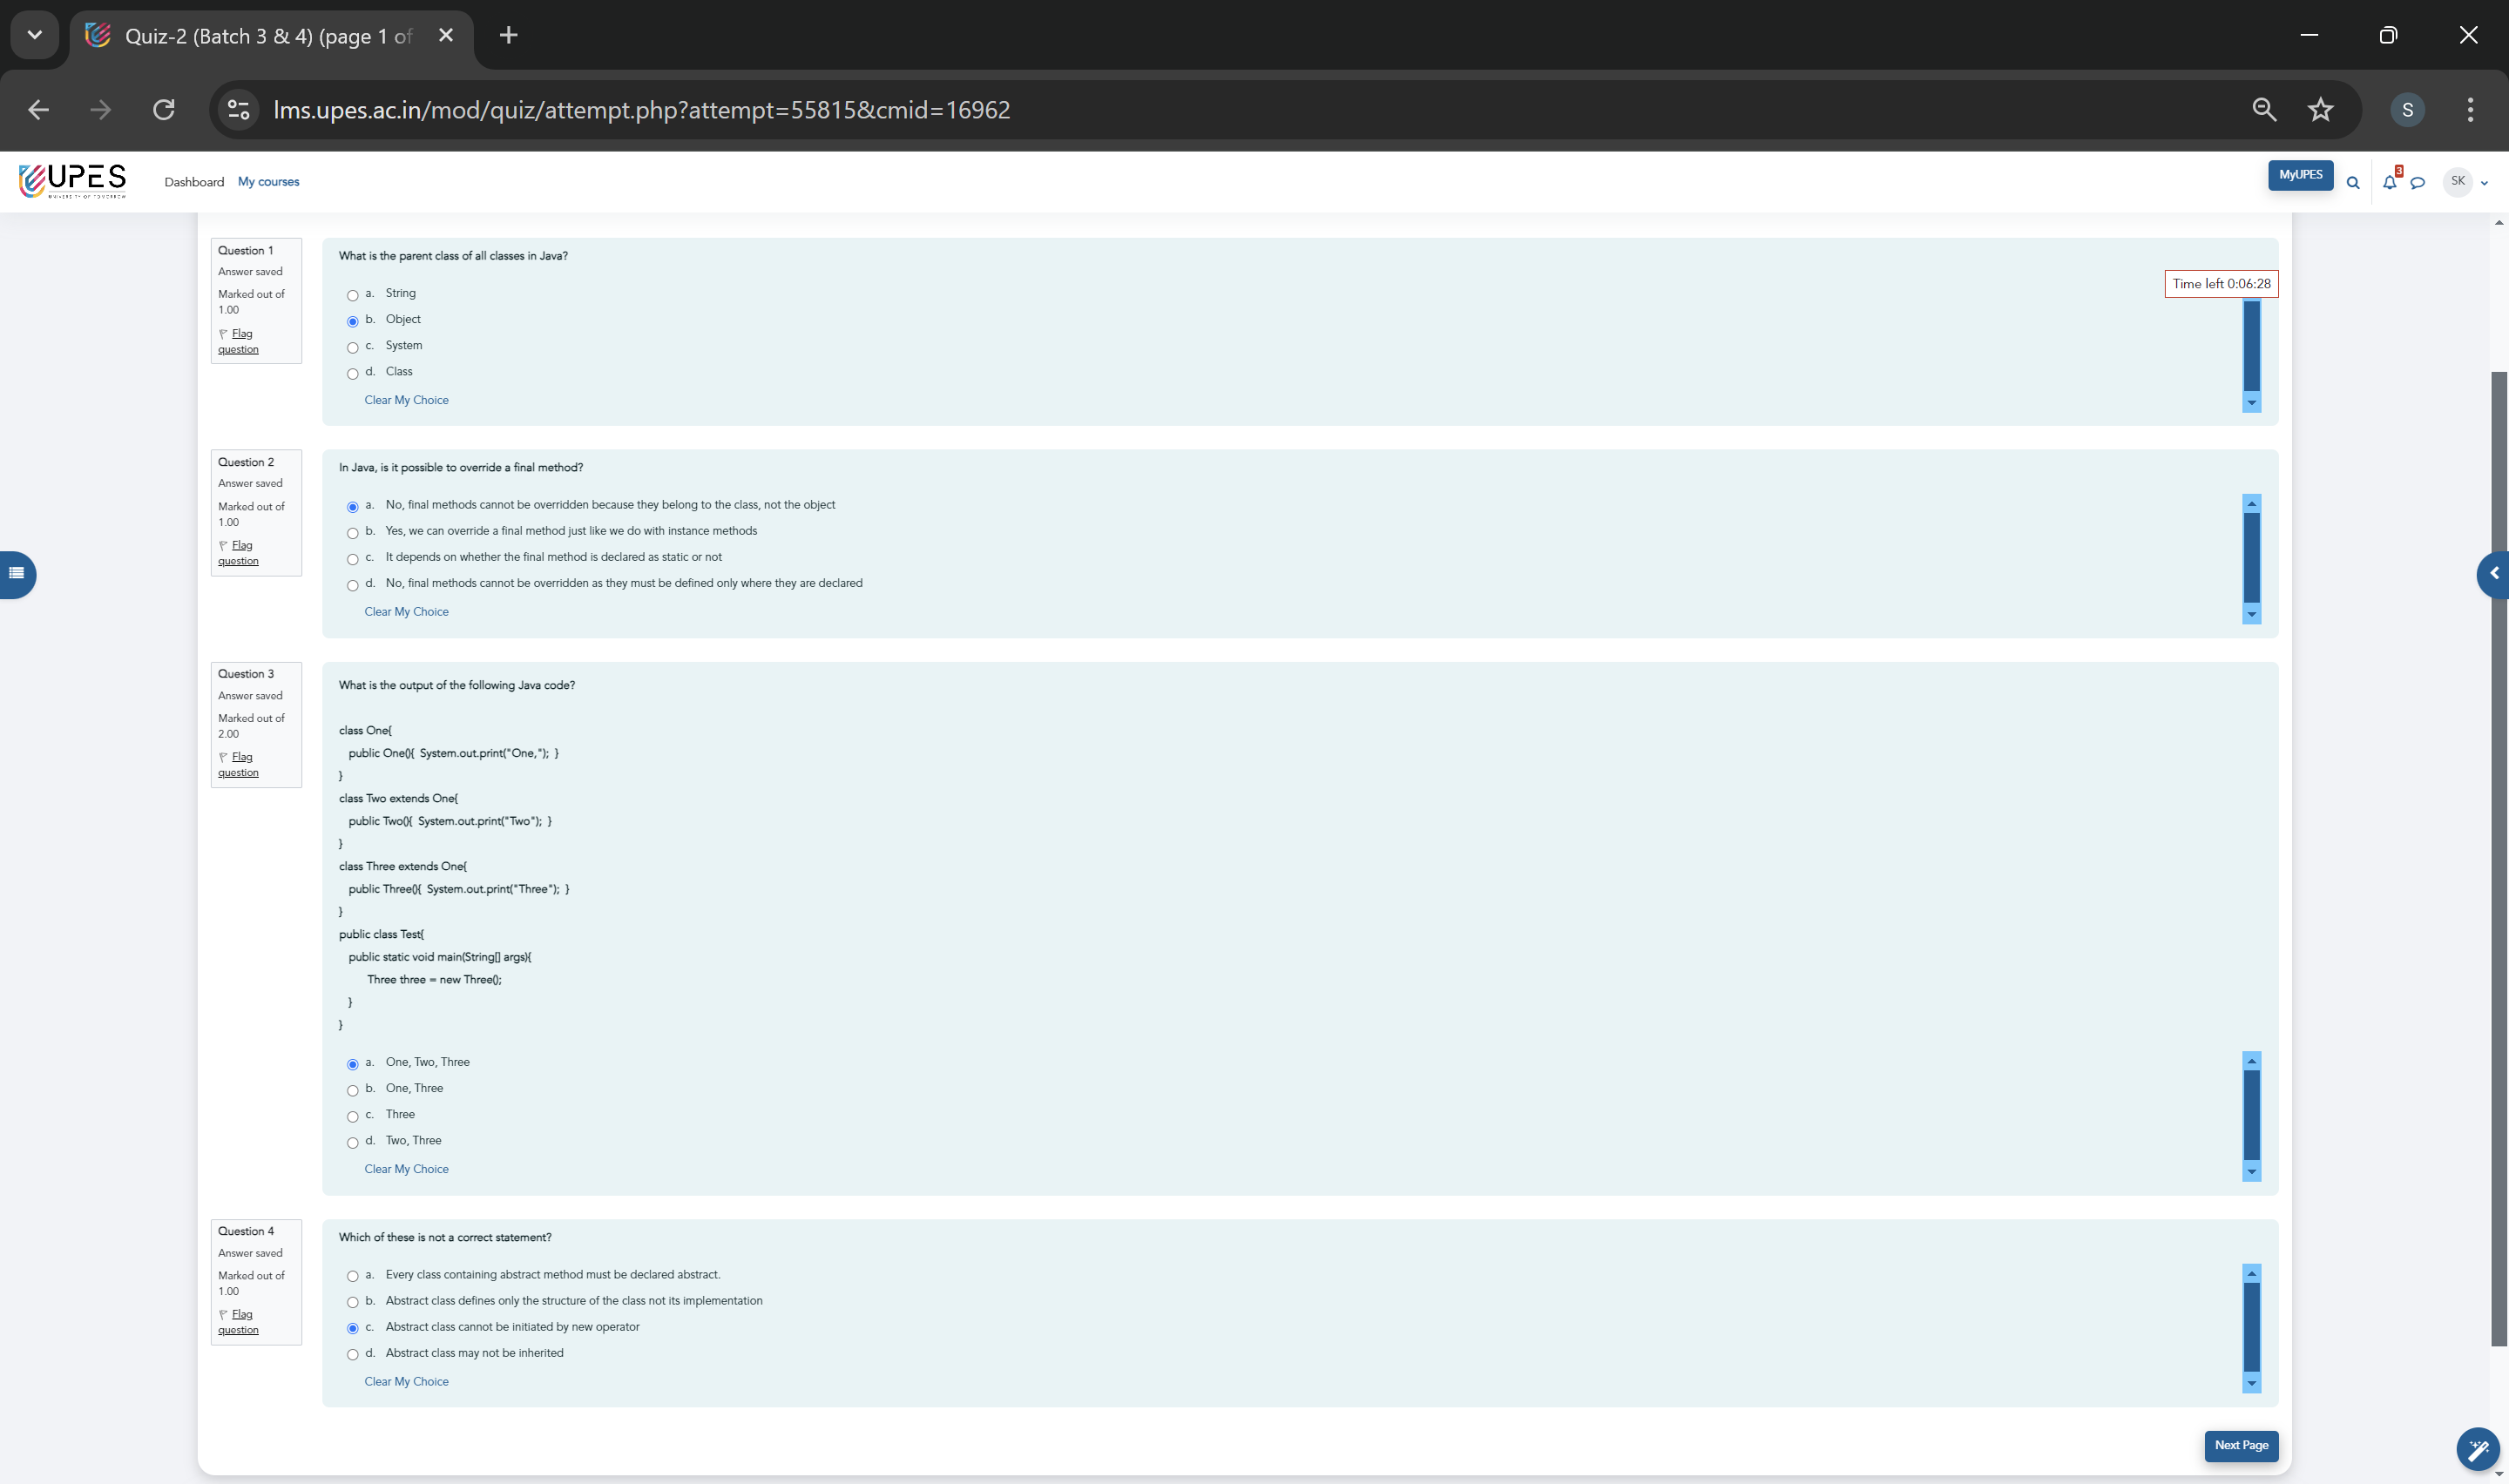 Quiz-2 (Batch 3 & 4) (page 1 of
lms.upes.ac.in/mod/quiz/attempt.php?attempt=55815&cmid=16962
S
UPES
UNIVERSITY OF TOMORROW
Dashboard
My courses
MyUPES
3
SK
Question 1
Answer saved
Marked out of
1.00
Flag
question
What is the parent class of all classes in Java?
Time left 0:06:28
a. String
b. Object
c. System
d. Class
Clear My Choice
Question 2
Answer saved
Marked out of
1.00
Flag
question
In Java, is it possible to override a final method?
a. No, final methods cannot be overridden because they belong to the class, not the object
b. Yes, we can override a final method just like we do with instance methods
c. It depends on whether the final method is declared as static or not
d. No, final methods cannot be overridden as they must be defined only where they are declared
Clear My Choice
Question 3
Answer saved
Marked out of
2.00
Flag
question
What is the output of the following Java code?
class One{
public One(){ System.out.print("One,"); }
}
class Two extends One{
public Two(){ System.out.print("Two"); }
}
class Three extends One{
public Three(){ System.out.print("Three"); }
}
public class Test{
public static void main(String[] args){
Three three = new Three();
}
}
a. One, Two, Three
b. One, Three
c. Three
d. Two, Three
Clear My Choice
Question 4
Answer saved
Marked out of
1.00
Flag
question
Which of these is not a correct statement?
a. Every class containing abstract method must be declared abstract.
b. Abstract class defines only the structure of the class not its implementation
c. Abstract class cannot be initiated by new operator
d. Abstract class may not be inherited
Clear My Choice
Next Page